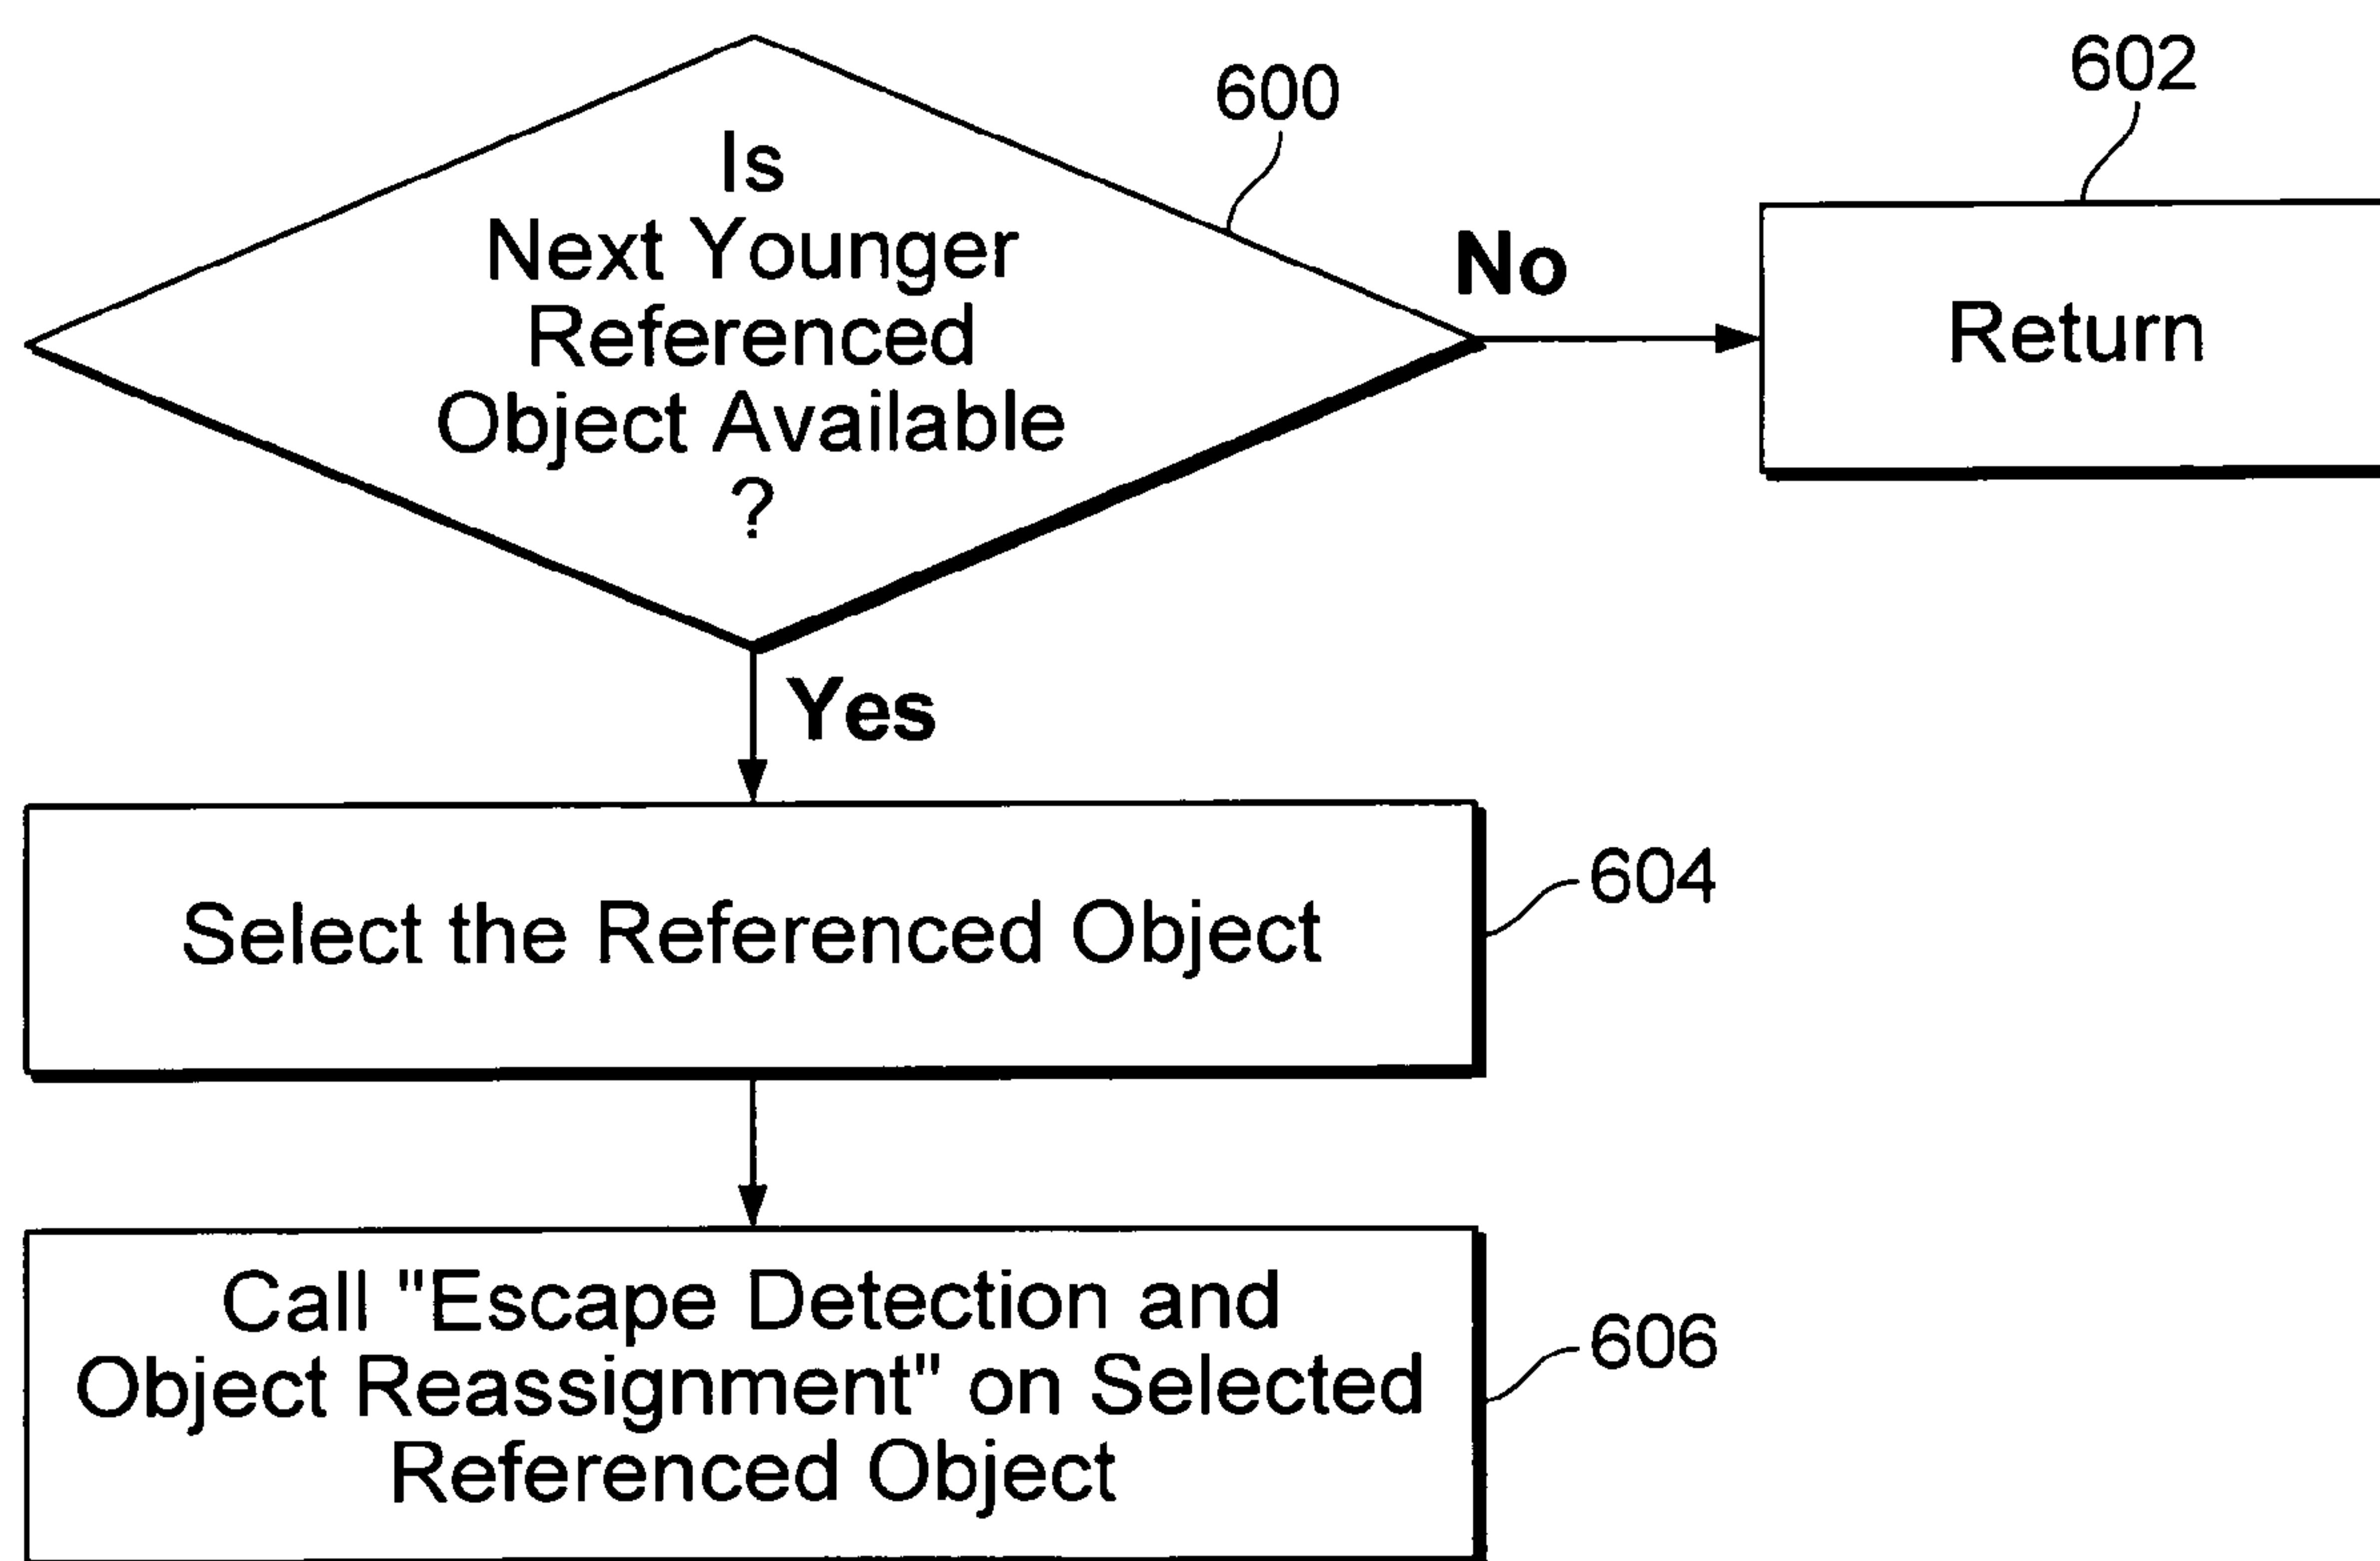 Is
Next Younger
Referenced
Object Available
?
600
No
602
Return
Yes
Select the Referenced Object
604
Call "Escape Detection and
Object Reassignment" on Selected
Referenced Object
606